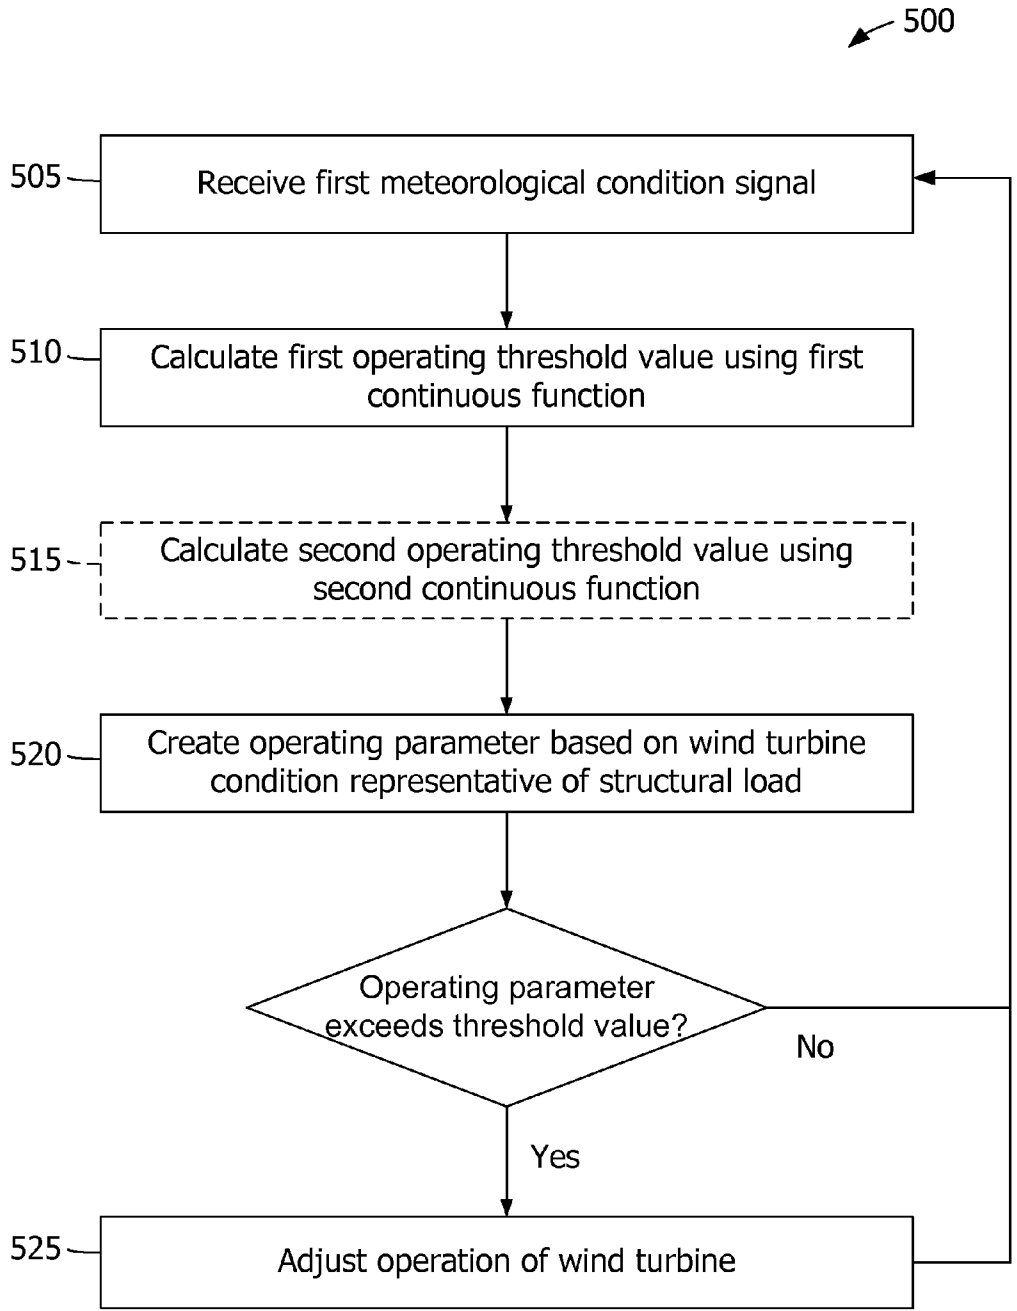 500
505
Receive first meteorological condition signal
510
Calculate first operating threshold value using first
continuous function
515
Calculate second operating threshold value using
second continuous function
520
Create operating parameter based on wind turbine
condition representative of structural load
Operating parameter
exceeds threshold value?
No
Yes
525
Adjust operation of wind turbine